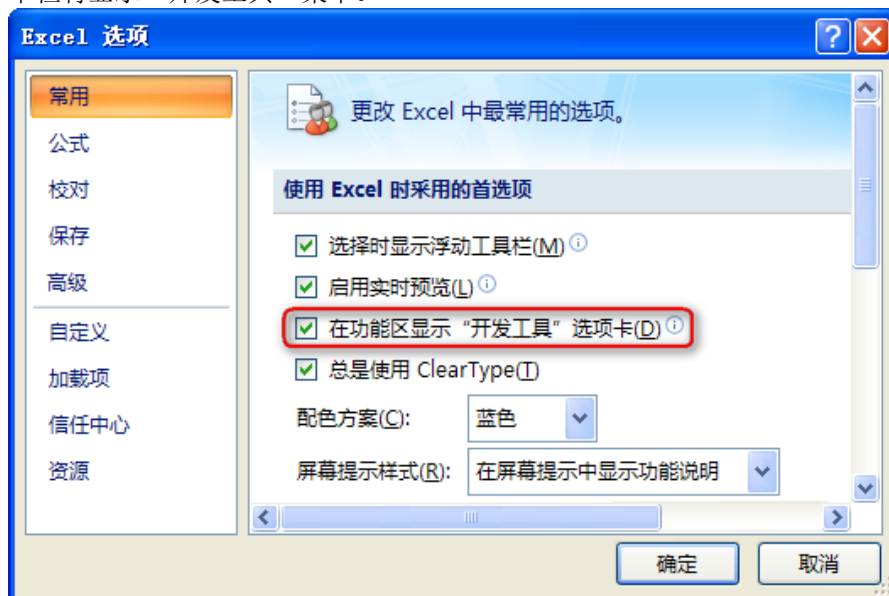 Excel 选项
常用
公式
校对
保存
高级
自定义
加载项
信任中心
资源
更改 Excel 中最常用的选项。
使用 Excel 时采用的首选项
选择时显示浮动工具栏(M)
启用实时预览(L)
在功能区显示“开发工具”选项卡(D)
总是使用 ClearType(T)
配色方案(C): 蓝色
屏幕提示样式(R): 在屏幕提示中显示功能说明
确定 取消